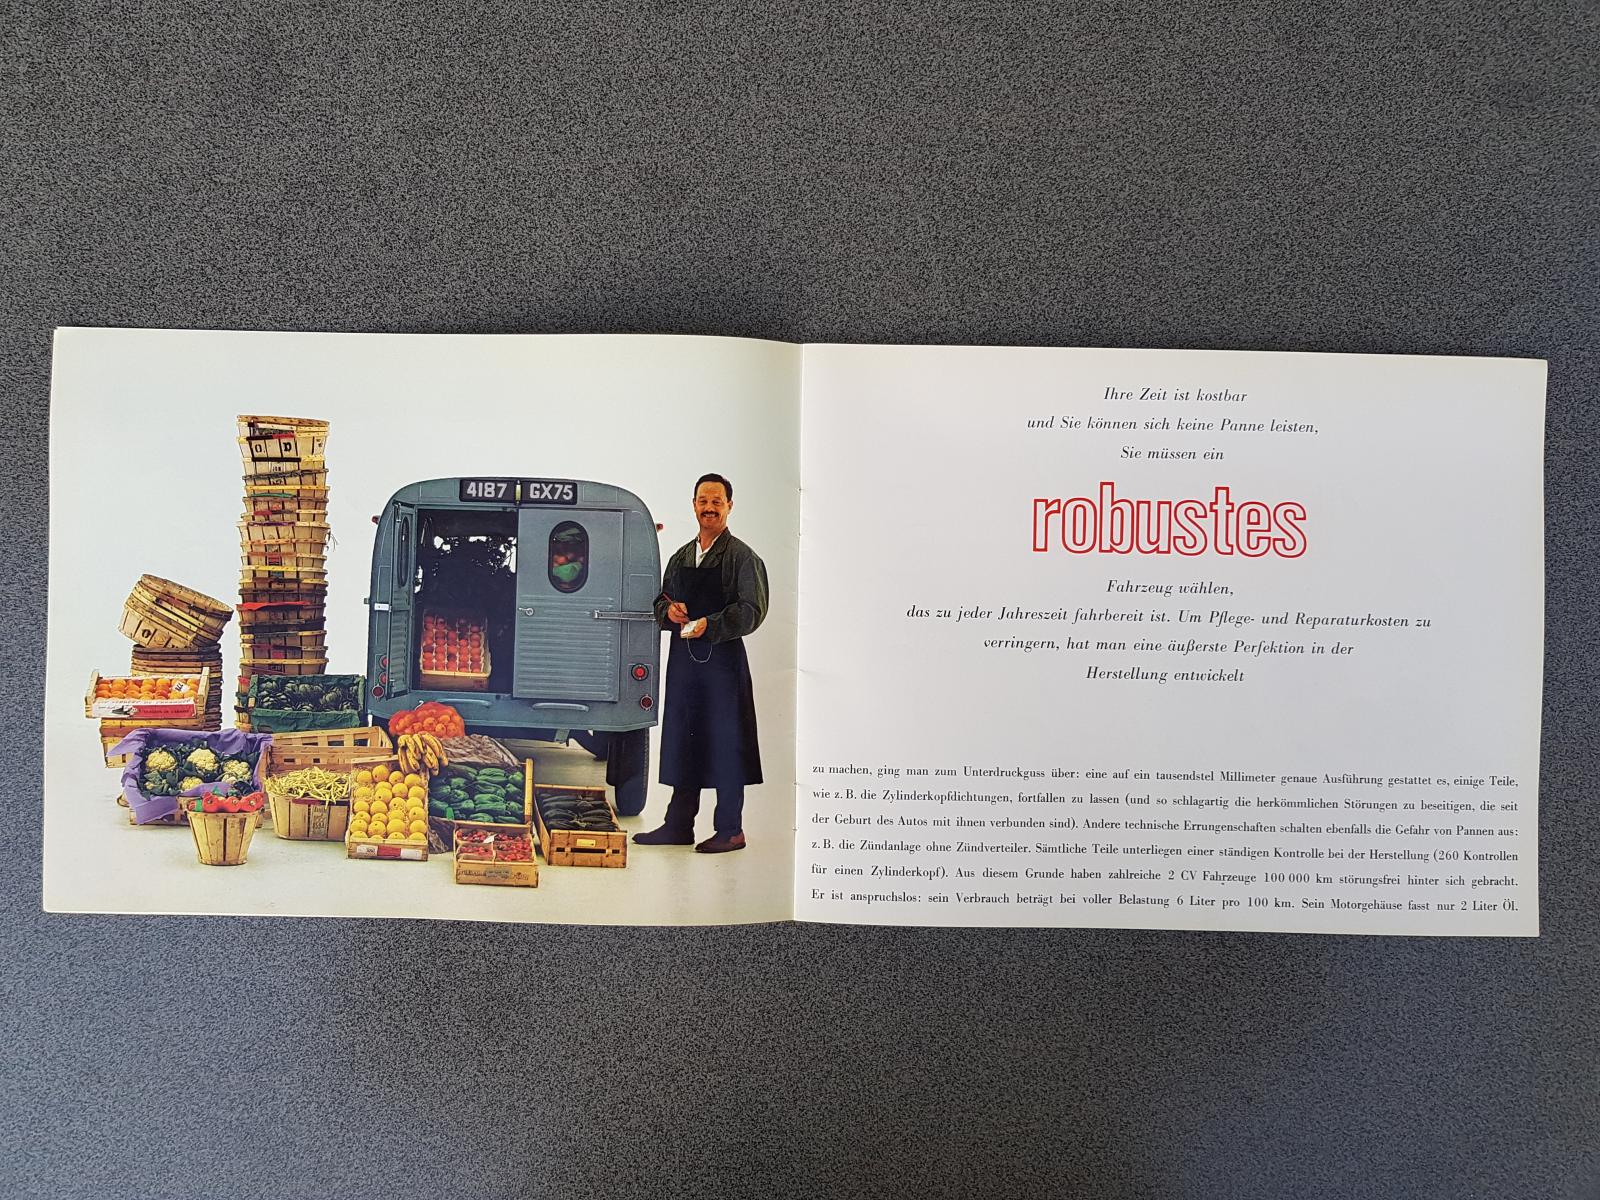 4187 GX75
Ihre Zeit ist kostbar
und Sie können sich keine Panne leisten,
Sie müssen ein
robustes
Fahrzeug wählen,
das zu jeder Jahreszeit fahrbereit ist. Um Pflege- und Reparaturkosten zu
verringern, hat man eine äußerste Perfektion in der
Herstellung entwickelt
zu machen, ging man zum Unterdruckguss über: eine auf ein tausendstel Millimeter genaue Ausführung gestattet es, einige Teile,
wie z. B. die Zylinderkopfdichtungen, fortfallen zu lassen (und so schlagartig die herkömmlichen Störungen zu beseitigen, die seit
der Geburt des Autos mit ihnen verbunden sind). Andere technische Errungenschaften schalten ebenfalls die Gefahr von Pannen aus:
z. B. die Zündanlage ohne Zündverteiler. Sämtliche Teile unterliegen einer ständigen Kontrolle bei der Herstellung (260 Kontrollen
für einen Zylinderkopf). Aus diesem Grunde haben zahlreiche 2 CV Fahrzeuge 100 000 km störungsfrei hinter sich gebracht.
Er ist anspruchslos: sein Verbrauch beträgt bei voller Belastung 6 Liter pro 100 km. Sein Motorgehäuse fasst nur 2 Liter Öl.